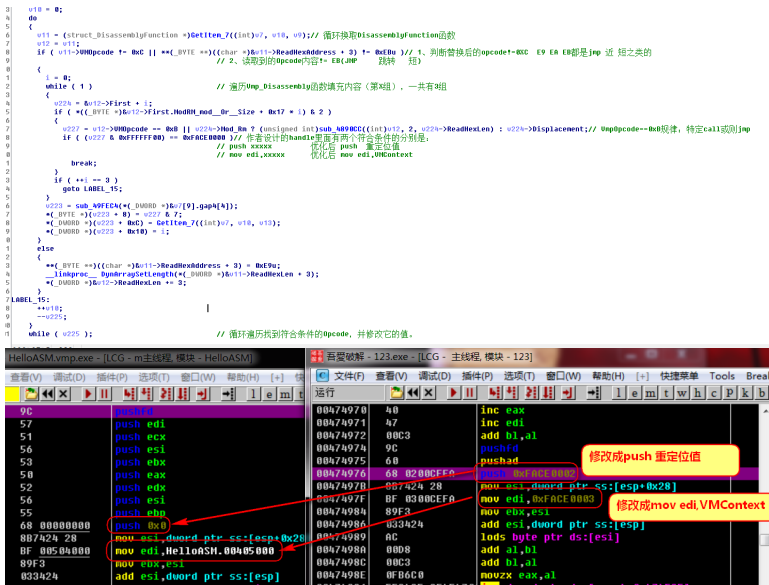 v10 = 0;
do
{
v11 = (struct_DisassemblyFunction *)GetItem_7((int)v7, v10, v9);// 循环换取DisassemblyFunction函数
v12 = v11;
if ( v11->VMOpcode != 0xC || **(_BYTE **)((char *)&v11->ReadHexAddress + 3) != 0xEBu )// 1、判断替换后的opcode!=0XC E9 EA EB都是jmp 近 短之类的
// 2、读取到的Opcode内容!= EB(JMP 跳转 短)
{
i = 0;
while ( 1 ) // 遍历Vmp_Disassembly函数填充内容（第3组），一共有3组
{
v224 = &v12->First + i;
if ( *((_BYTE *)&v12->First.ModRM_mod__Or__Size + 0x17 * i) & 2 )
{
v227 = v12->VMOpcode == 0xB || v224->Mod_Rm ? (unsigned int)sub_4890CC((int)v12, 2, v224->ReadHexLen) : v224->Displacement;// VmpOpcode==0xB规律：特定call或则jmp
if ( (v227 & 0xFFFFFF00) == 0xFACE0000 )// 作者设计的handle里面有两个符合条件的分别是：
// push xxxxx 优化后 push 重定位值
// mov edi,xxxxx 优化后 mov edi,VMContext
break;
}
if ( ++i == 3 )
goto LABEL_15;
}
v223 = sub_49FEC4(*(_DWORD *)&v7[9].gap4[4]);
*(_BYTE *)(v223 + 8) = v227 & 7;
*(_DWORD *)(v223 + 0xC) = GetItem_7((int)v7, v10, v13);
*(_DWORD *)(v223 + 0x10) = i;
}
else
{
**(_BYTE **)((char *)&v11->ReadHexAddress + 3) = 0xE9u;
__linkproc__ DynArraySetLength(*(_DWORD *)&v11->ReadHexLen + 3);
*(_DWORD *)&v12->ReadHexLen += 3;
}
LABEL_15:
++v10;
--v225;
}
while ( v225 ); // 循环遍历找到符合条件的Opcode，并修改它的值。
HelloASM.vmp.exe - [LCG - m主线程, 模块 - HelloASM]
查看(V) 调试(D) 插件(P) 选项(T) 窗口(W) 帮助(H) [+] 快
l e m t
9C pushfd
57 push edi
51 push ecx
56 push esi
53 push ebx
50 push eax
52 push edx
56 push esi
55 push ebp
68 00000000 push 0x0
8B7424 28 mov esi,dword ptr ss:[esp+0x28
BF 00504000 mov edi,HelloASM.00405000
89F3 mov ebx,esi
033424 add esi,dword ptr ss:[esp]
吾爱破解 - 123.exe - [LCG - 主线程, 模块 - 123]
文件(F) 查看(V) 调试(D) 插件(P) 选项(T) 窗口(W) 帮助(H) [+] 快捷菜单 Tools Brea
运行 l e m t w h c p k b
00474970 40 inc eax
00474971 47 inc edi
00474972 00C3 add bl,al
00474974 9C pushfd
00474975 60 pushad
00474976 68 0200CEFA push 0xFACE0002
0047497B 8B7424 28 mov esi,dword ptr ss:[esp+0x28]
0047497F BF 0300CEFA mov edi,0xFACE0003
00474984 89F3 mov ebx,esi
00474986 033424 add esi,dword ptr ss:[esp]
00474989 AC lods byte ptr ds:[esi]
0047498A 00D8 add al,bl
0047498C 00C3 add bl,al
0047498E 0FB6C0 movzx eax,al
修改成push 重定位值
修改成mov edi,VMContext